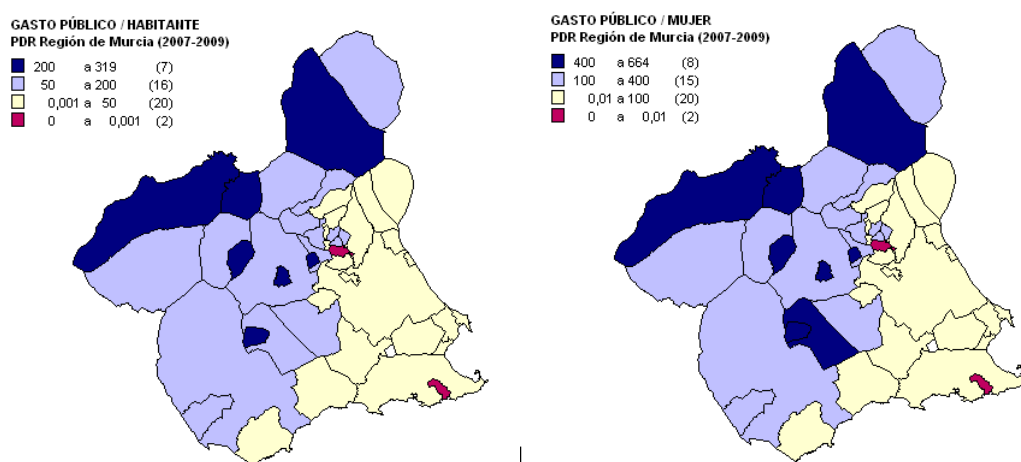 GASTO PÚBLICO / HABITANTE
PDR Región de Murcia (2007-2009)
200 a 319 (7)
50 a 200 (16)
0,001 a 50 (20)
0 a 0,001 (2)
GASTO PÚBLICO / MUJER
PDR Región de Murcia (2007-2009)
400 a 664 (8)
100 a 400 (15)
0,01 a 100 (20)
0 a 0,01 (2)